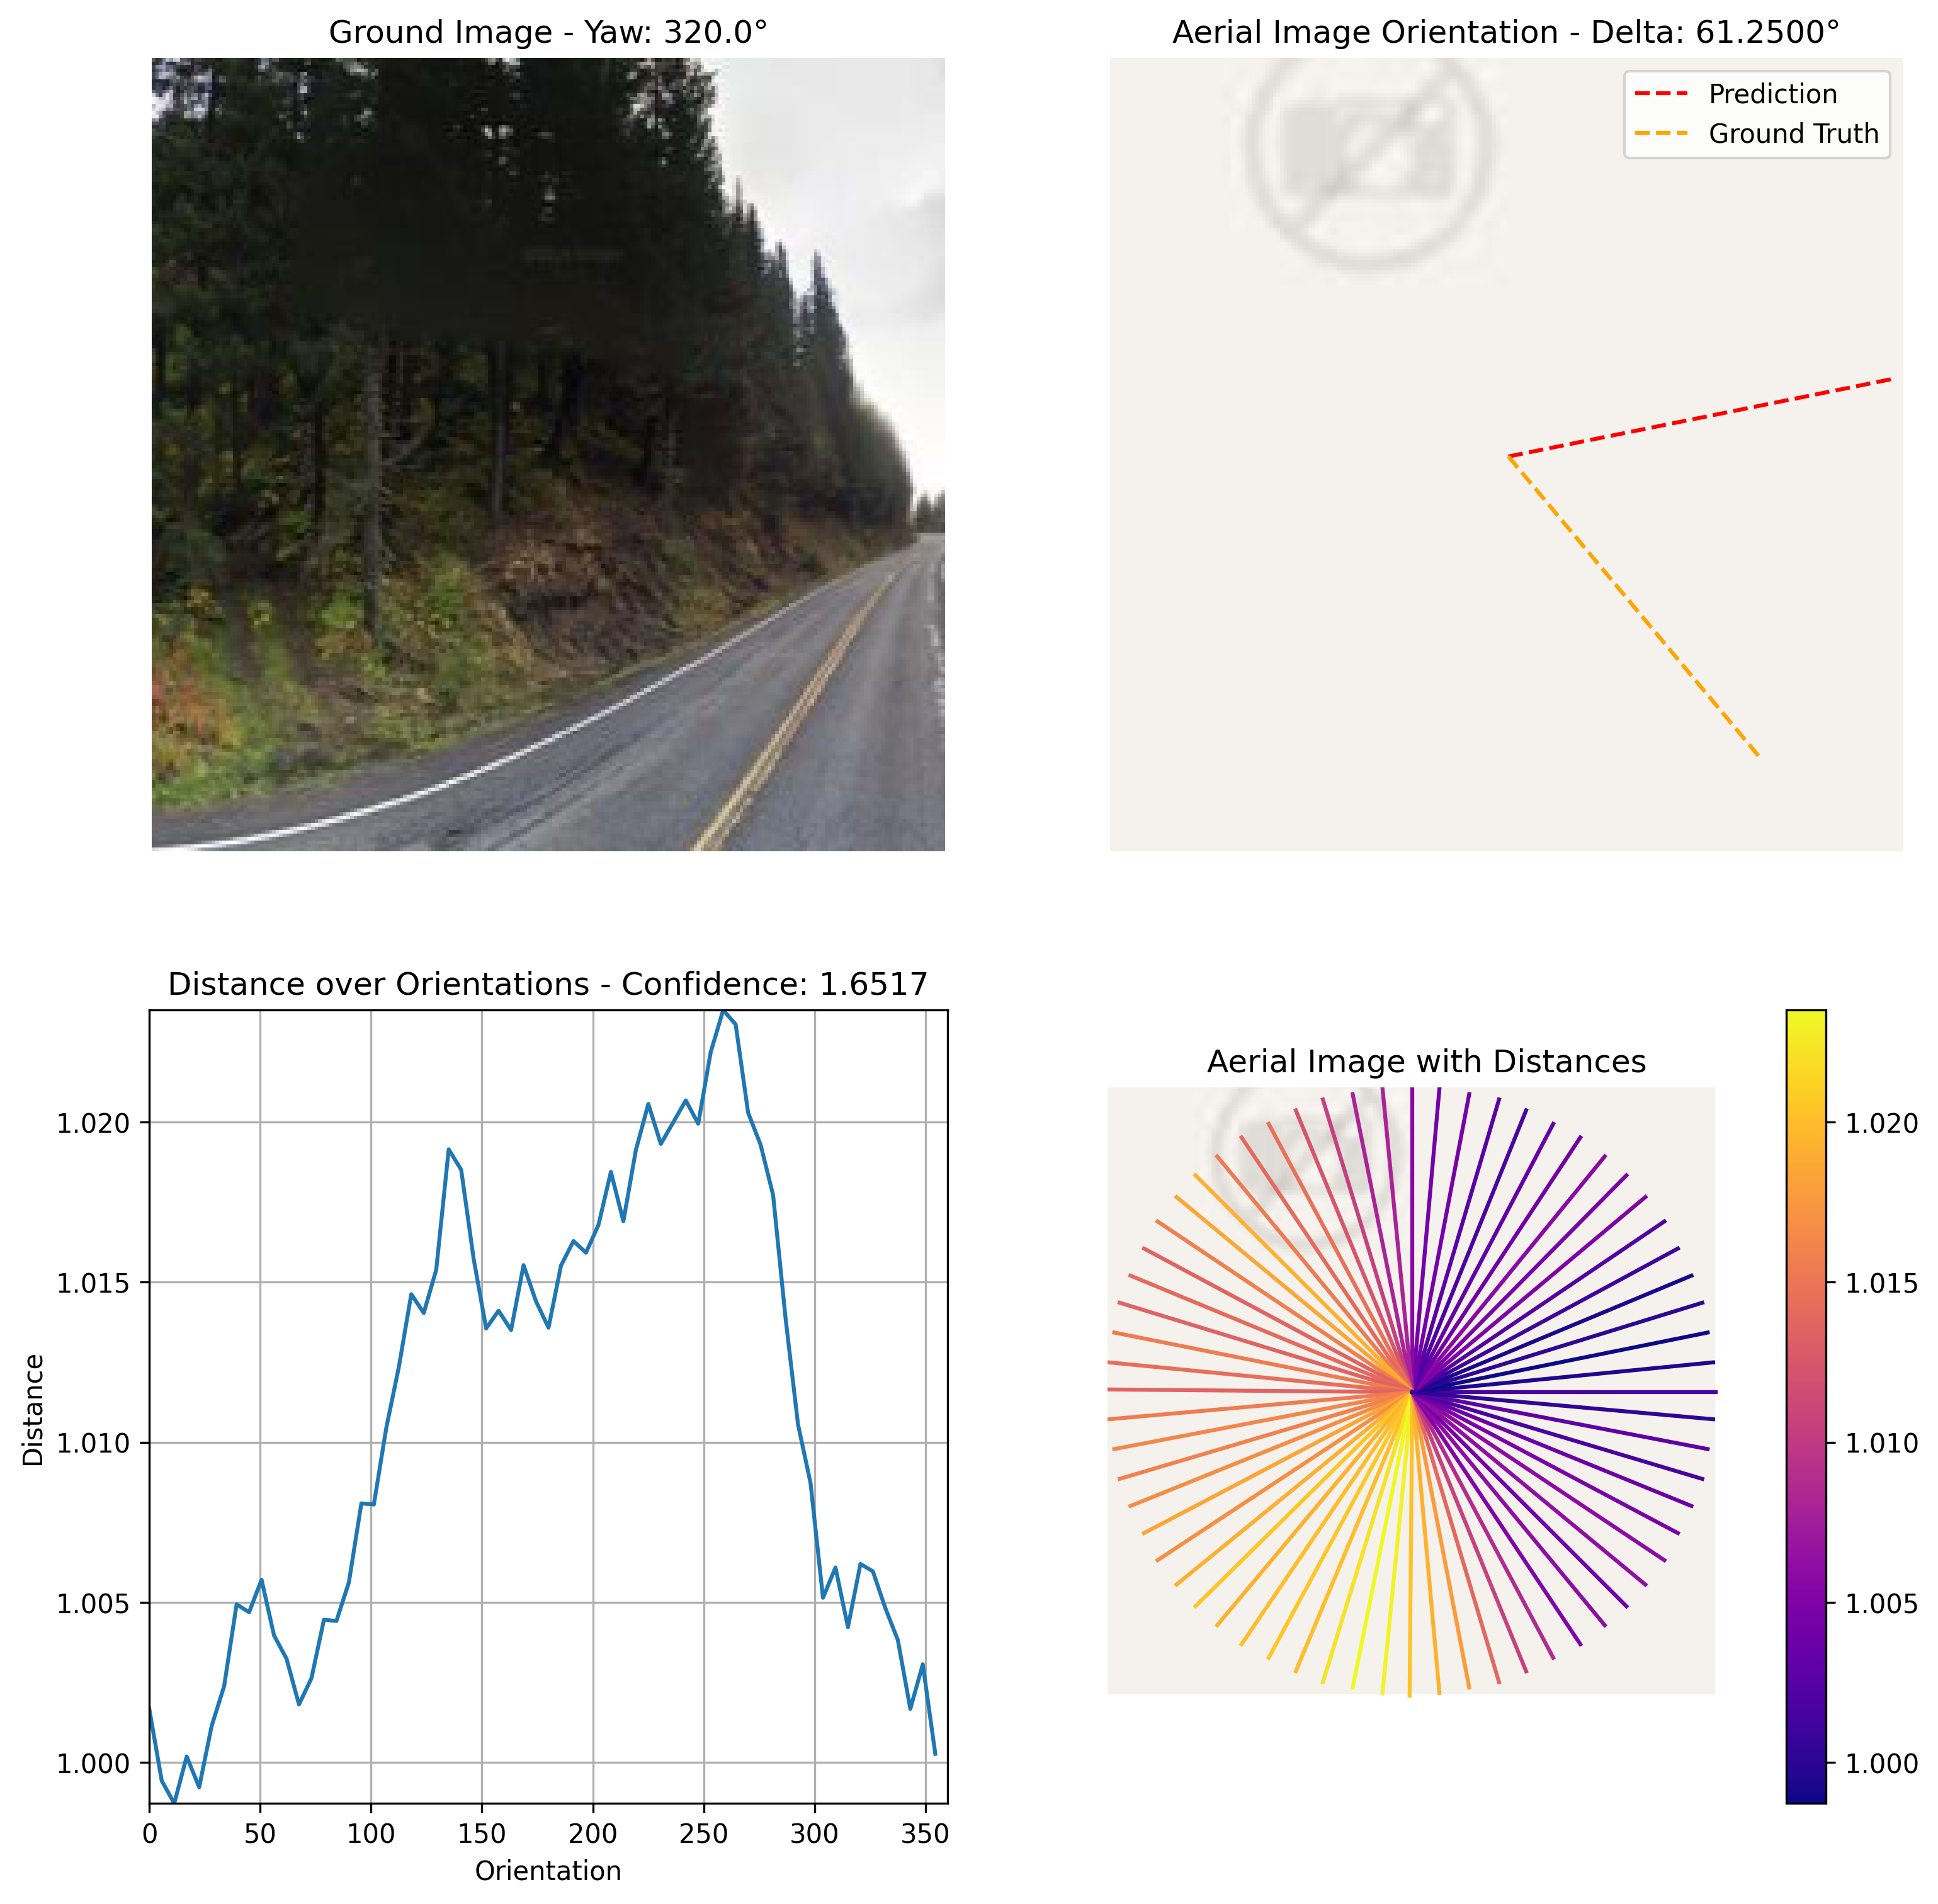 Ground Image - Yaw: 320.0°
Aerial Image Orientation - Delta: 61.2500°
Prediction
Ground Truth
Distance over Orientations - Confidence: 1.6517
Distance
1.020
1.015
1.010
1.005
1.000
0 50 100 150 200 250 300 350
Orientation
Aerial Image with Distances
1.020
1.015
1.010
1.005
1.000